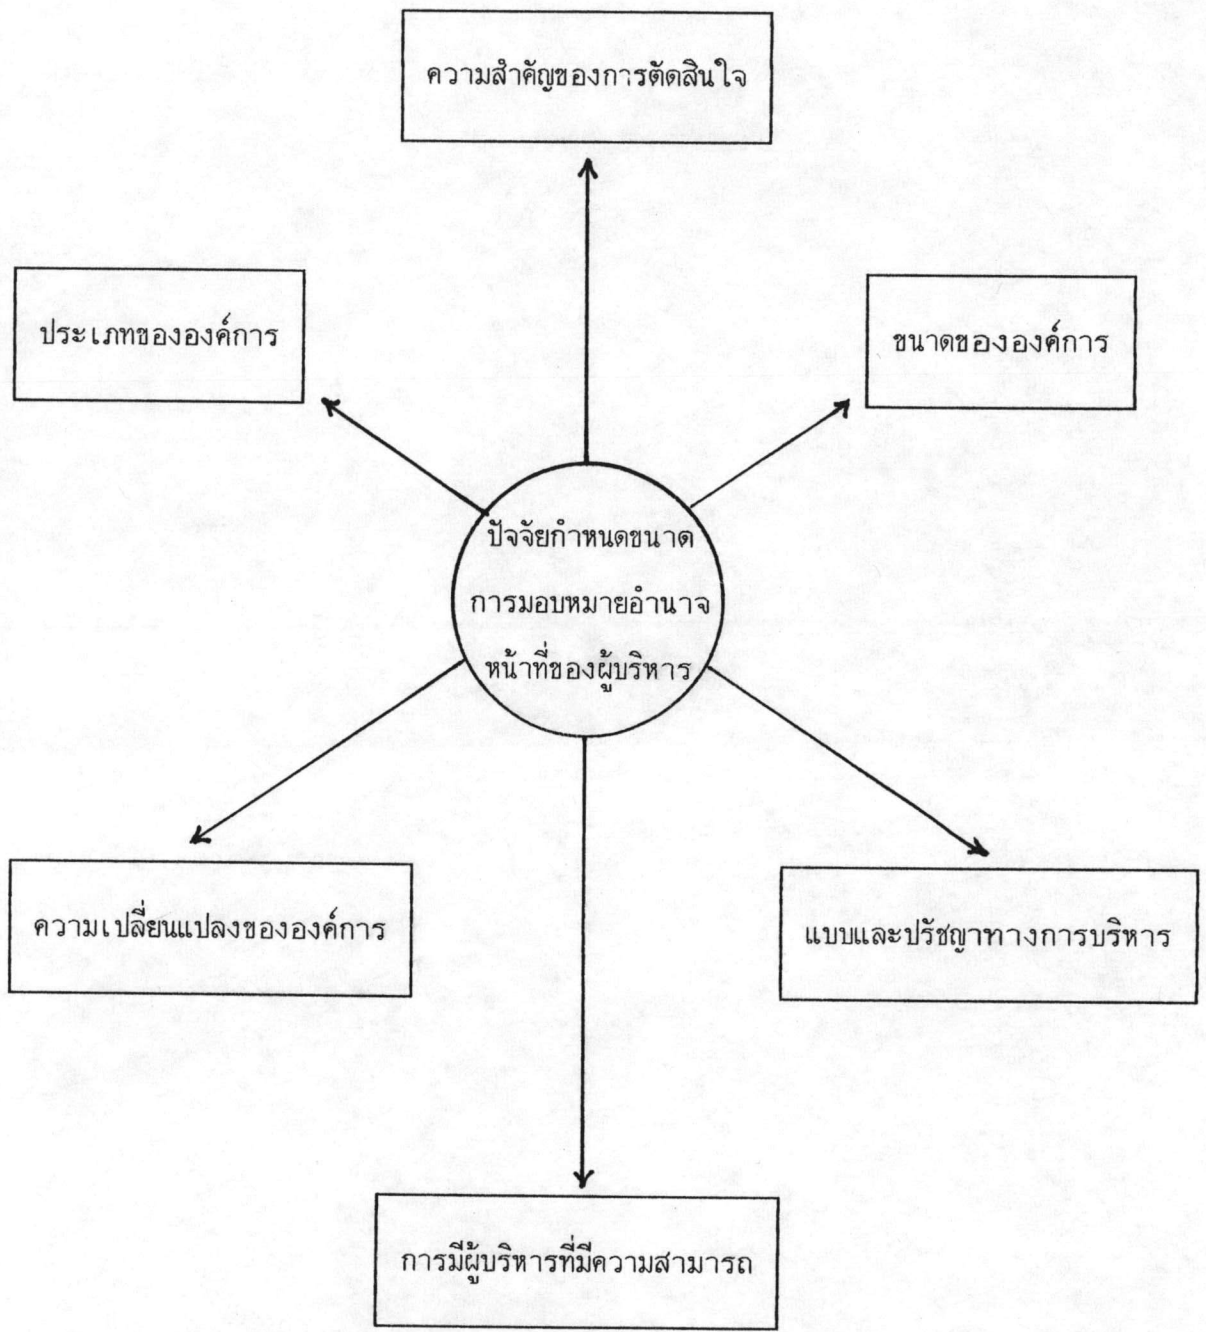 ความสำคัญของการตัดสินใจ
ประเภทขององค์การ
ขนาดขององค์การ
ปัจจัยกำหนดขนาด
การมอบหมายอำนาจ
หน้าที่ของผู้บริหาร
ความเปลี่ยนแปลงขององค์การ
แบบและปรัชญาทางการบริหาร
การมีผู้บริหารที่มีความสามารถ